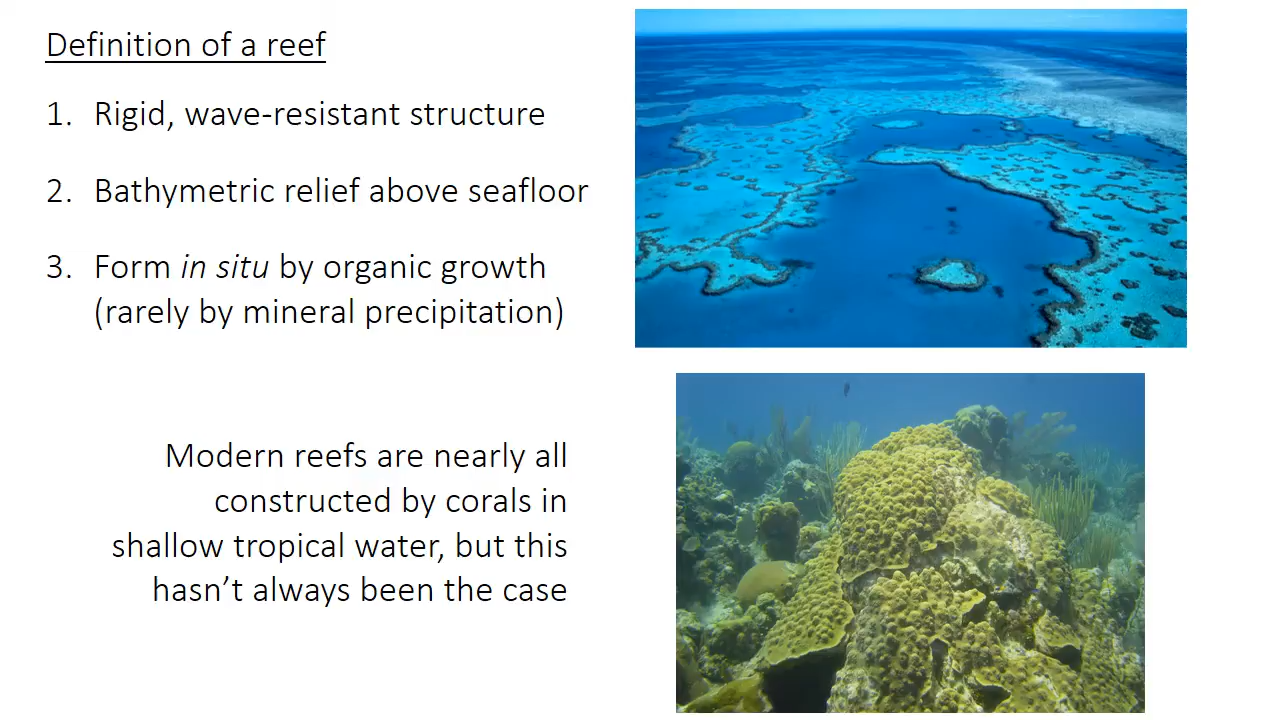 Definition of a reef
1. Rigid, wave-resistant structure
2. Bathymetric relief above seafloor
3. Form in situ by organic growth
(rarely by mineral precipitation)
Modern reefs are nearly all
constructed by corals in
shallow tropical water, but this
hasn’t always been the case